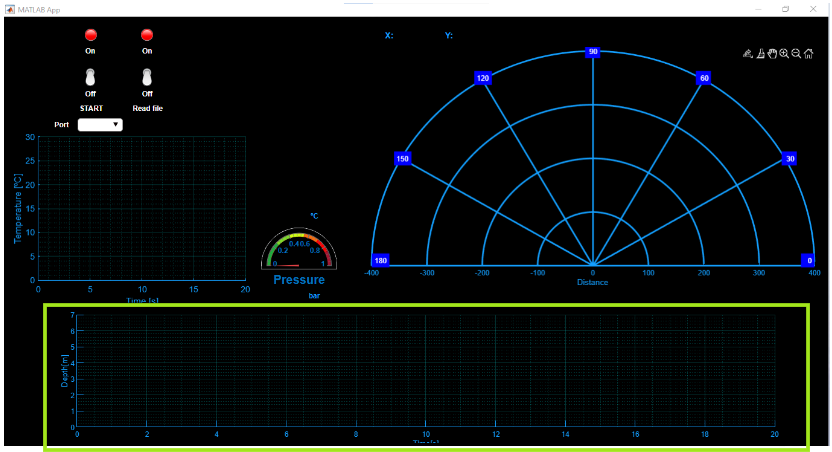 MATLAB App
On On
Off Off
START Read file
Port
X: Y:
90
120 60
150 30
180 0
-400 -300 -200 -100 0 100 200 300 400
Distance
30
25
20
15
10
5
0
Temperature [ºC]
0 5 10 15 20
Time [s]
°C
0 0.2 0.4 0.6 0.8 1
Pressure
bar
7
6
5
4
3
2
1
0
Depth[m]
0 2 4 6 8 10 12 14 16 18 20
Time[s]